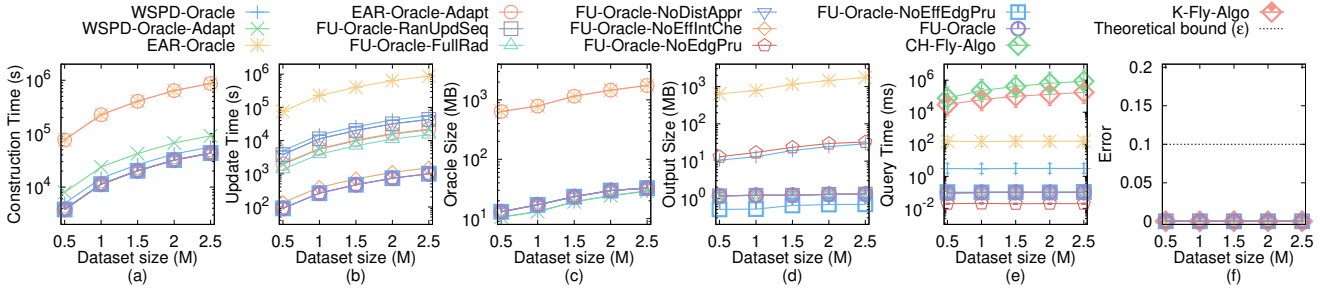 WSPD-Oracle
WSPD-Oracle-Adapt
EAR-Oracle
EAR-Oracle-Adapt
FU-Oracle-RanUpdSeq
FU-Oracle-FullRad
FU-Oracle-NoDistAppr
FU-Oracle-NoEffIntChe
FU-Oracle-NoEdgPru
FU-Oracle-NoEffEdgPru
FU-Oracle
CH-Fly-Algo
K-Fly-Algo
Theoretical bound (ε)
Construction Time (s)
10^6
10^5
10^4
0.5 1 1.5 2 2.5
Dataset size (M)
(a)
Update Time (s)
10^6
10^5
10^4
10^3
10^2
0.5 1 1.5 2 2.5
Dataset size (M)
(b)
Oracle Size (MB)
10^3
10^2
10^1
0.5 1 1.5 2 2.5
Dataset size (M)
(c)
Output Size (MB)
10^3
10^2
10^1
10^0
0.5 1 1.5 2 2.5
Dataset size (M)
(d)
Query Time (ms)
10^6
10^4
10^2
10^0
10^-2
0.5 1 1.5 2 2.5
Dataset size (M)
(e)
Error
0.2
0.15
0.1
0.05
0
0.5 1 1.5 2 2.5
Dataset size (M)
(f)